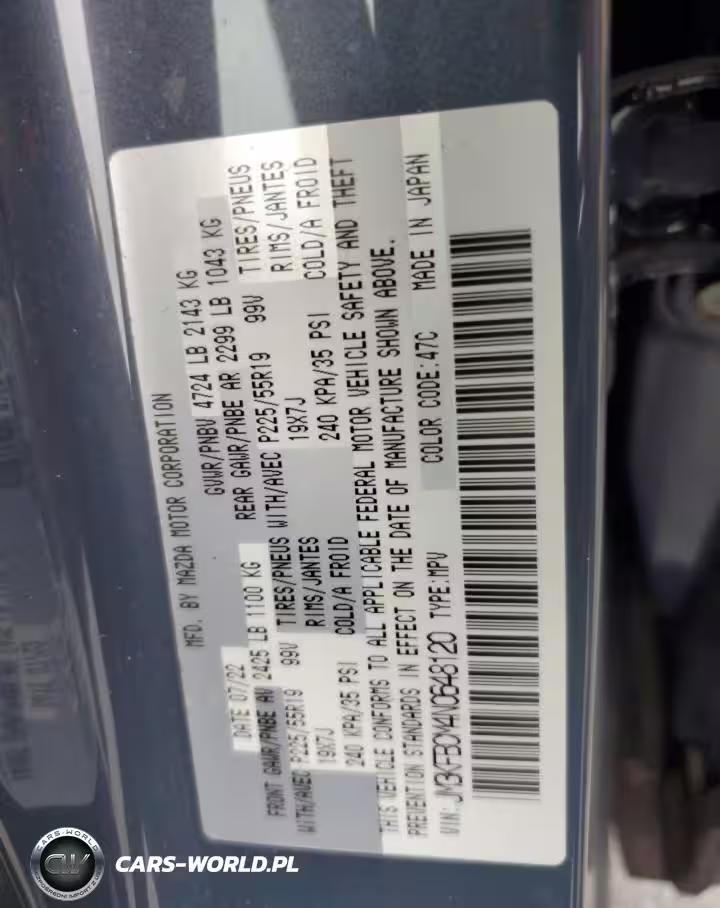 MFD. BY MAZDA MOTOR CORPORATION
DATE 07/22 GVWR/PNBV 4724 LB 2143 KG
FRONT GAWR/PNBE AV 2425 LB 1100 KG REAR GAWR/PNBE AR 2299 LB 1043 KG
WITH/AVEC P225/55R19 99V TIRES/PNEUS WITH/AVEC P225/55R19 99V TIRES/PNEUS
19X7J RIMS/JANTES 19X7J RIMS/JANTES
240 KPA/35 PSI COLD/A FROID 240 KPA/35 PSI COLD/A FROID
THIS VEHICLE CONFORMS TO ALL APPLICABLE FEDERAL MOTOR VEHICLE SAFETY AND THEFT
PREVENTION STANDARDS IN EFFECT ON THE DATE OF MANUFACTURE SHOWN ABOVE.
COLOR CODE:47C MADE IN JAPAN
VIN: JM3KFBDY4N0648120 TYPE:MPV
CARS-WORLD
CW
CARS-WORLD.PL